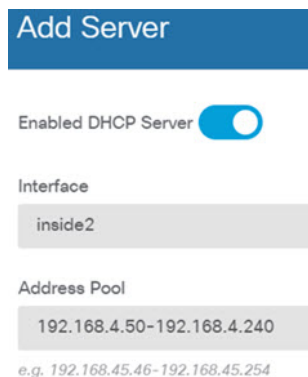 Add Server
Enabled DHCP Server
Interface
inside2
Address Pool
192.168.4.50-192.168.4.240
e.g. 192.168.45.46-192.168.45.254